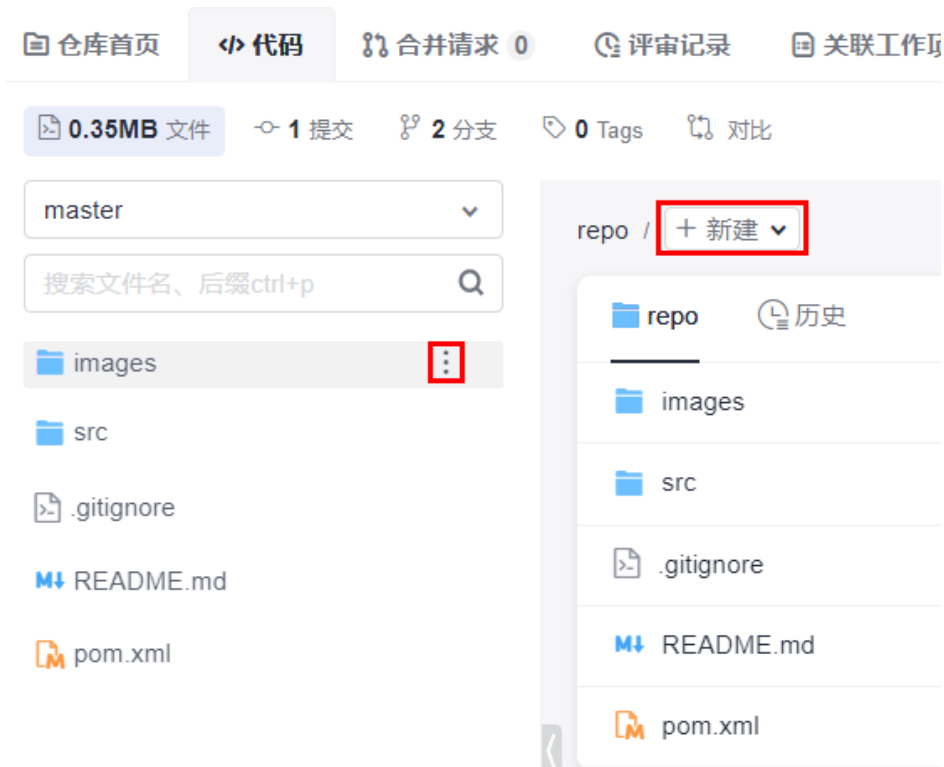 仓库首页 代码 合并请求 0 评审记录 关联工作项
0.35MB 文件 1 提交 2 分支 0 Tags 对比
master
搜索文件名、后缀ctrl+p
images
src
.gitignore
README.md
pom.xml
repo / + 新建
repo 历史
images
src
.gitignore
README.md
pom.xml